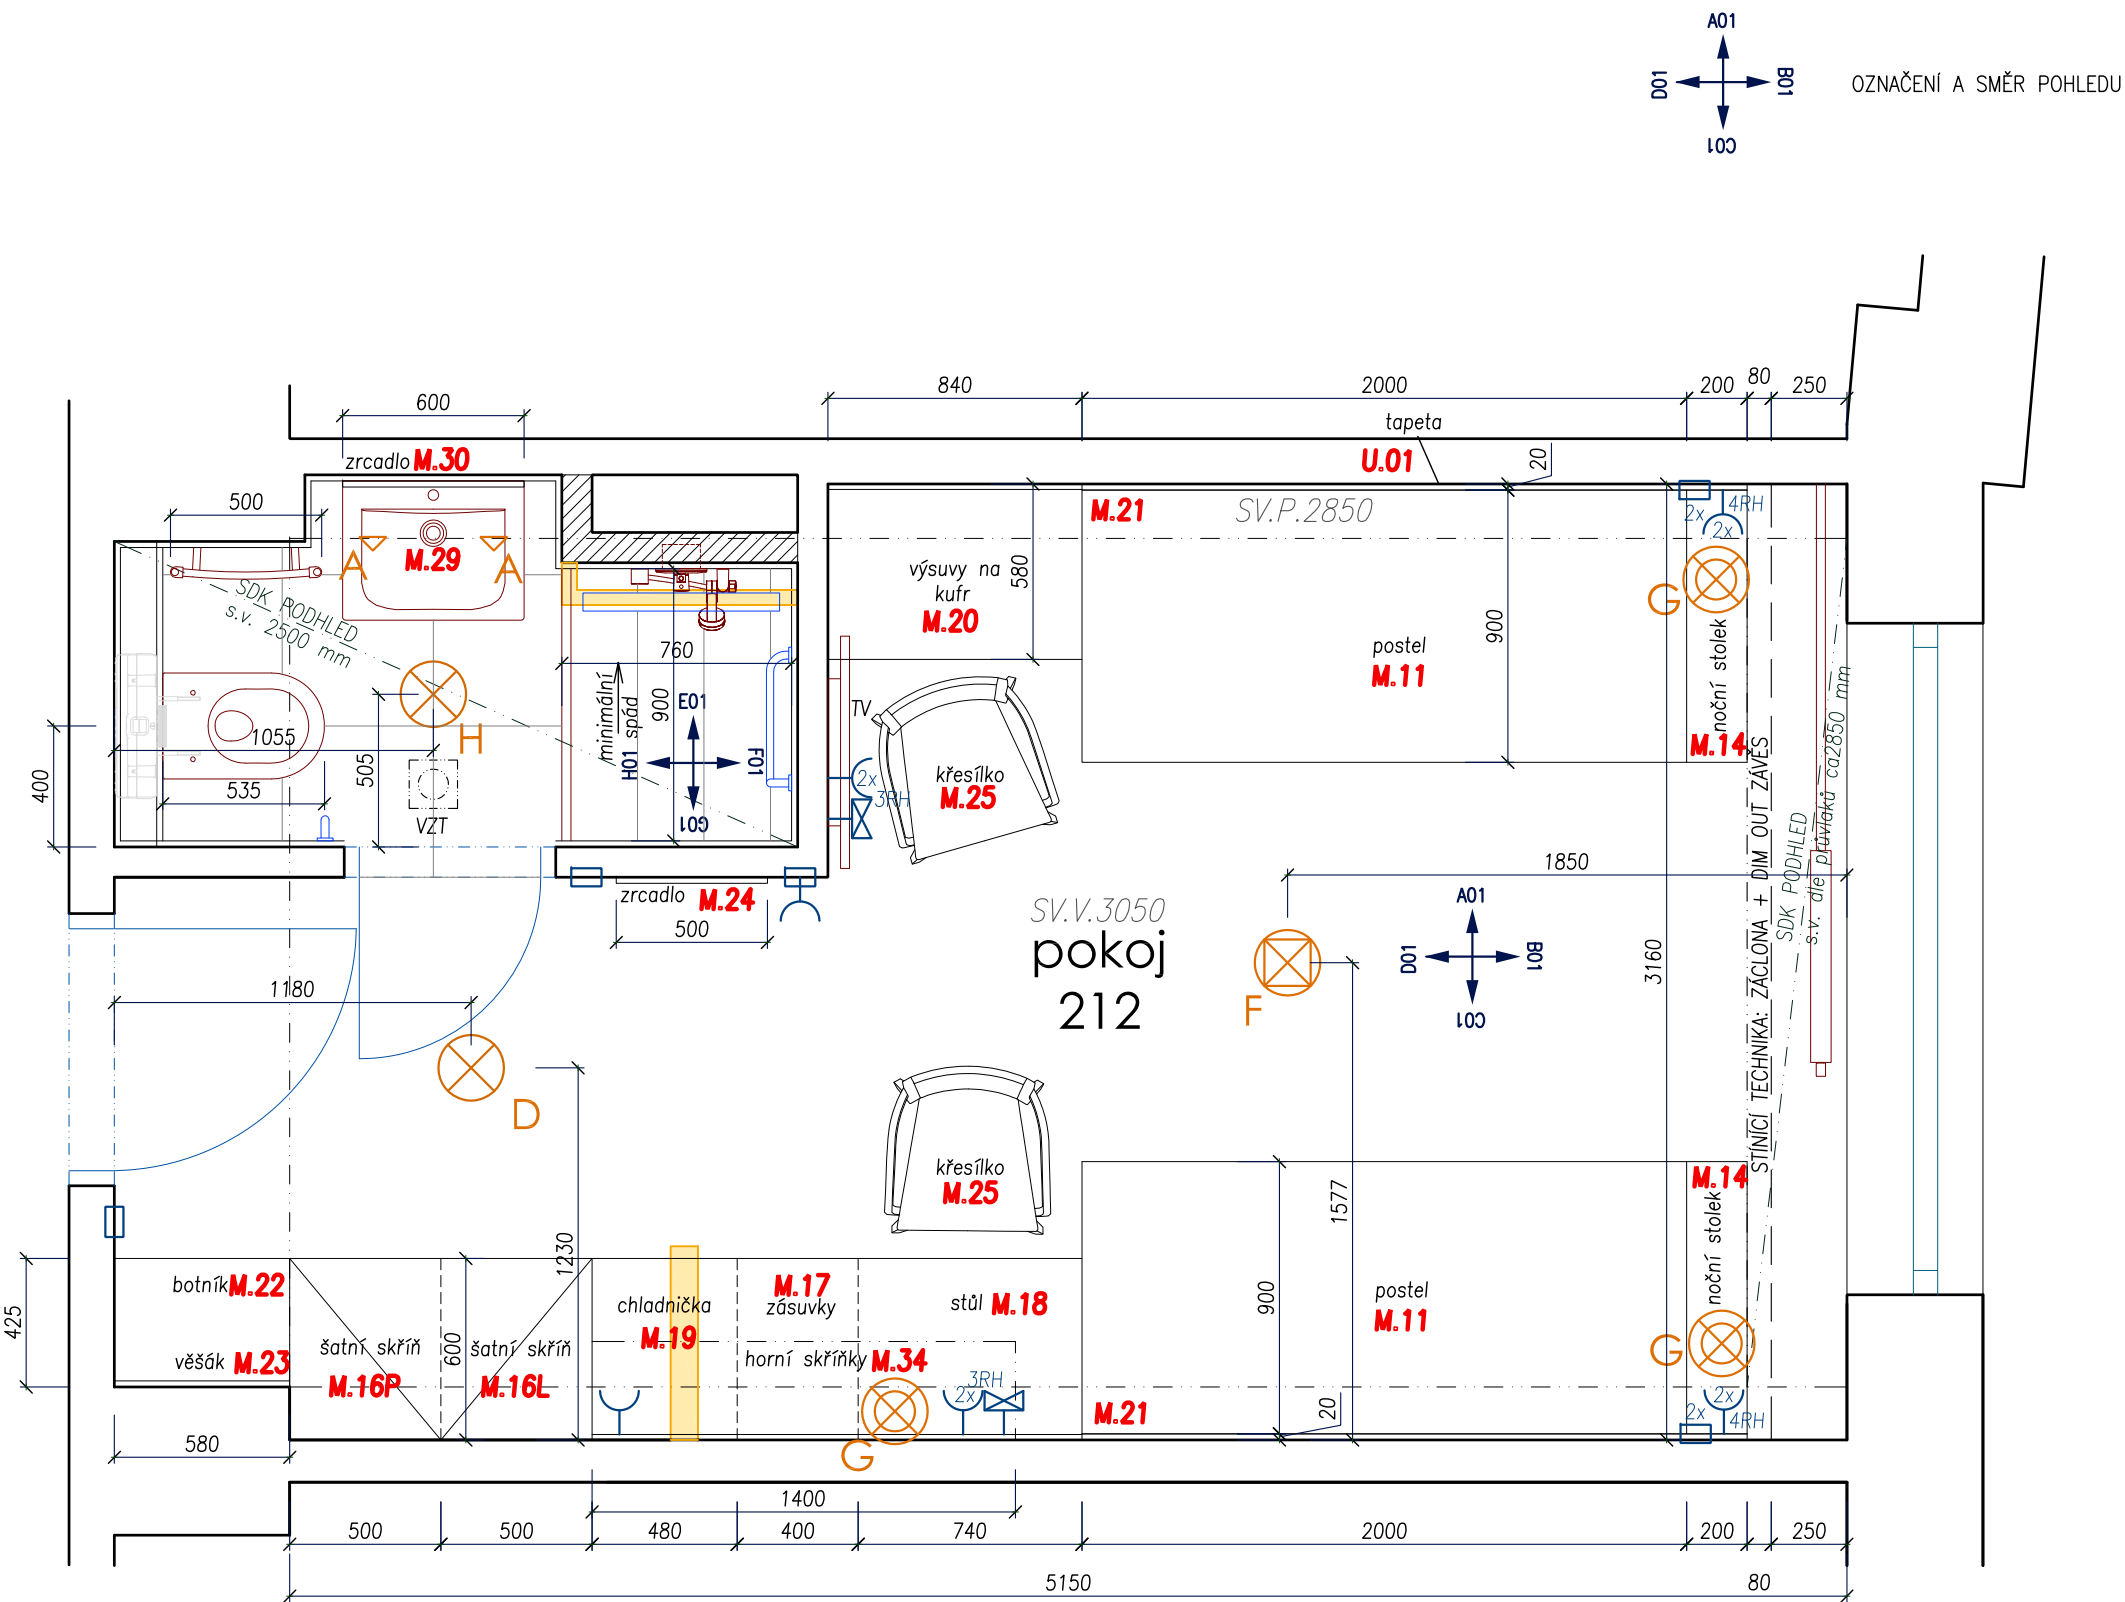 A01
D01
B01
OZNAČENÍ A SMĚR POHLEDU
C01
840
2000
200
80
250
600
tapeta
zrcadlo M.30
U.01
20
500
M.21
SV.P.2850
2x
4RH
2x
A
M.29
A
výsuvy na
kufr
M.20
580
G
SDK PODHLED
s.v. 2500 mm
760
900
postel
M.11
noční stolek
M.14
minimální
spád
900
E01
H01
F01
G01
TV
H
1055
505
400
535
VZT
2x
3RH
křesílko
M.25
STÍNÍCÍ TECHNIKA: ZÁCLONA + DIM OUT ZÁVĚS
SDK PODHLED
s.v. dle průvlaků ca2850 mm
1850
zrcadlo M.24
500
SV.V.3050
pokoj
212
A01
D01
B01
C01
F
3160
1180
D
1230
křesílko
M.25
1577
M.14
noční stolek
botník M.22
věšák M.23
425
šatní skříň
M.16P
600
šatní skříň
M.16L
chladnička
M.19
M.17
zásuvky
stůl M.18
horní skříňky M.34
3RH
2x
G
900
postel
M.11
G
2x
2x
4RH
M.21
20
580
1400
500
500
480
400
740
2000
200
250
5150
80